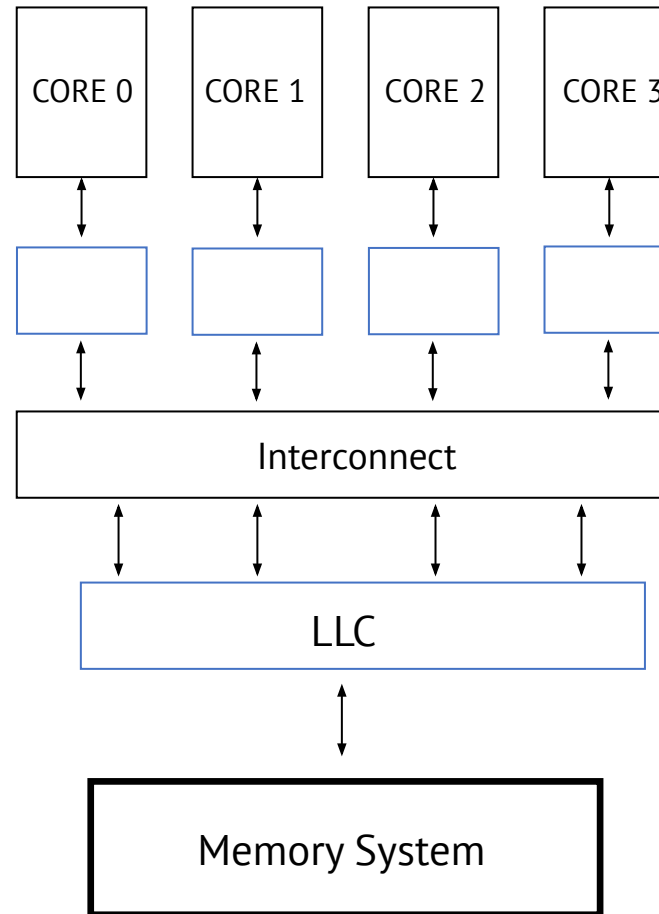 CORE 0
CORE 1
CORE 2
CORE 3
Interconnect
LLC
Memory System